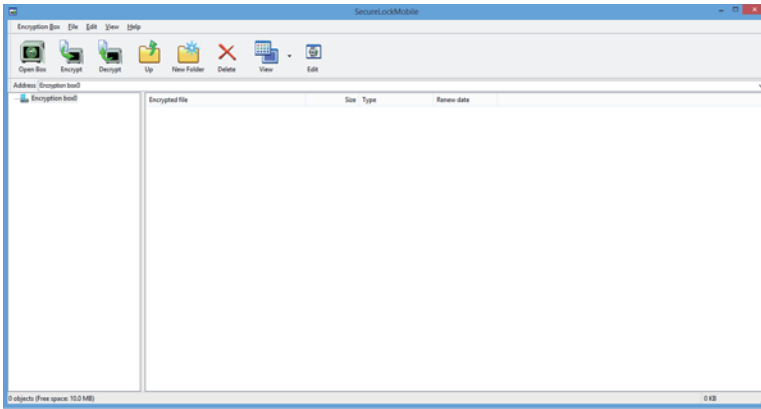 SecureLockMobile
Encryption Box File Edit View Help
Open Box Encrypt Decrypt Up New Folder Delete View Edit
Address Encryption box0
Encryption box0
Encrypted file Size Type Renew date
0 objects (Free space: 10.0 MB) 0 KB